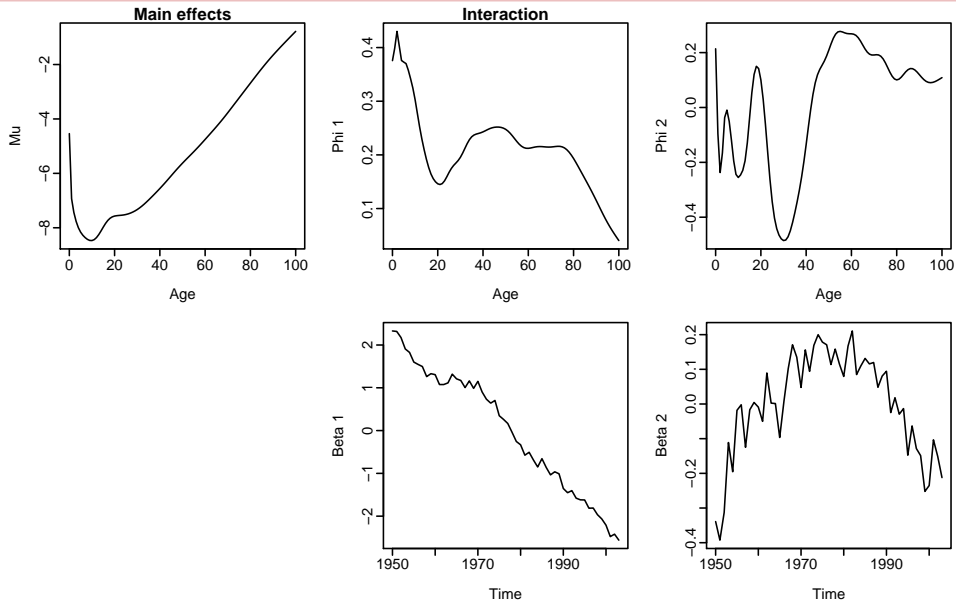 Main effects
Mu
−2
−4
−6
−8
0 20 40 60 80 100
Age
Interaction
Phi 1
0.4
0.3
0.2
0.1
0 20 40 60 80 100
Age
Phi 2
0.2
0.0
−0.2
−0.4
0 20 40 60 80 100
Age
Beta 1
2
1
0
−1
−2
1950 1970 1990
Time
Beta 2
0.2
0.1
0.0
−0.2
−0.4
1950 1970 1990
Time